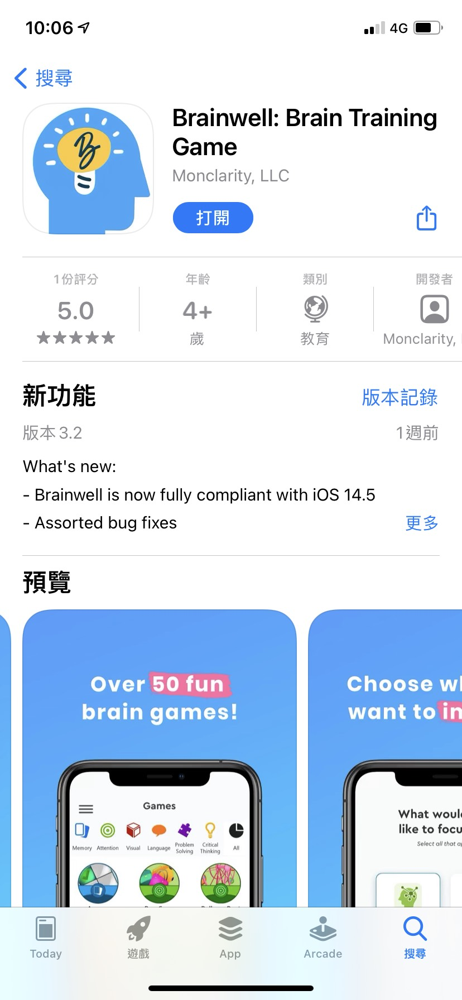 10:06
4G
搜尋
Brainwell: Brain Training
Game
Monclarity, LLC
打開
1份評分
5.0
年齡
4+
歲
類別
教育
開發者
Monclarity,
新功能
版本記錄
版本 3.2
1週前
What's new:
- Brainwell is now fully compliant with iOS 14.5
- Assorted bug fixes
更多
預覽
Over 50 fun
brain games!
Games
Memory
Attention
Visual
Language
Problem
Solving
Critical
Thinking
All
Choose
want to
What
like to
Select all that
Today
遊戲
App
Arcade
搜尋